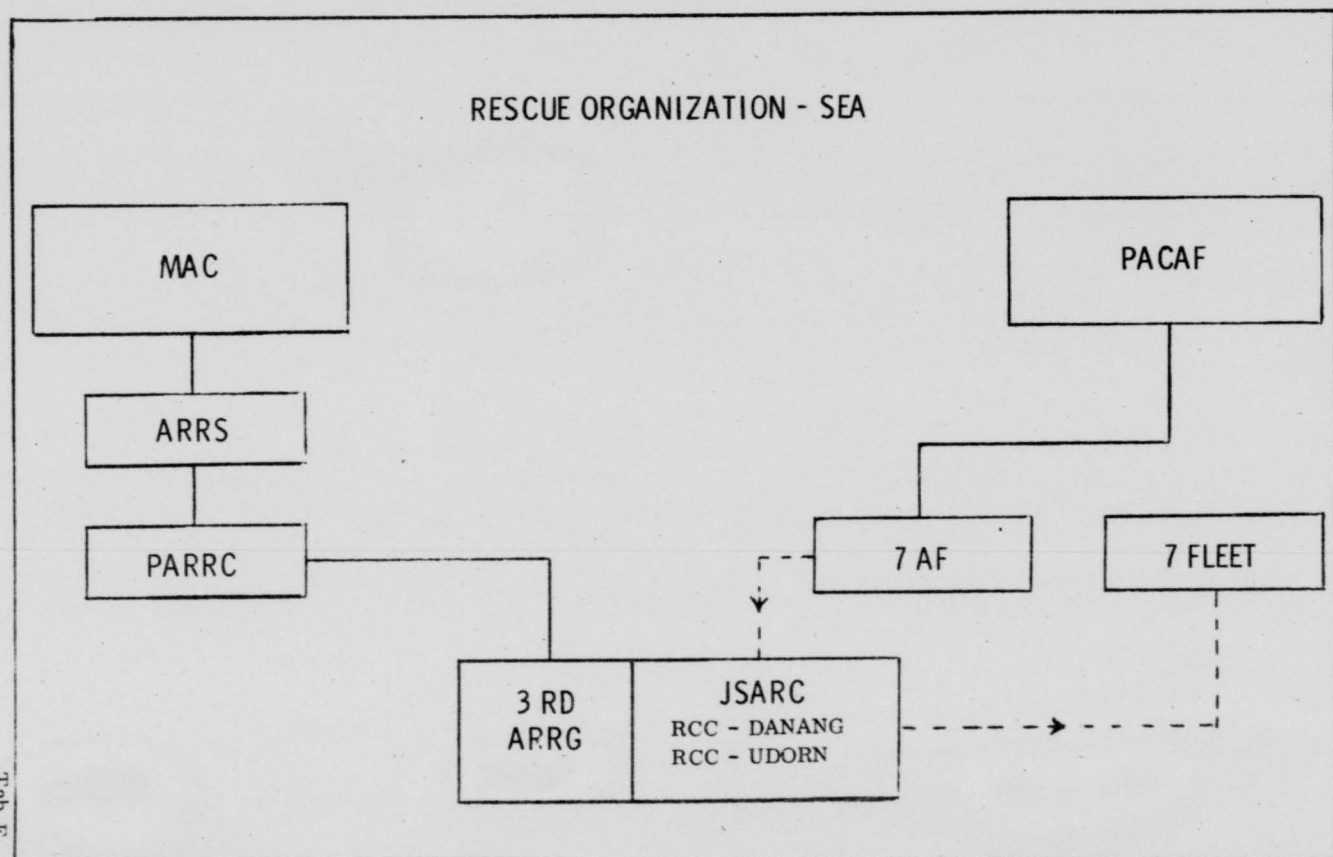 RESCUE ORGANIZATION - SEA
MAC
PACAF
ARRS
PARRC
7 AF
7 FLEET
3 RD
ARRG
JSARC
RCC - DANANG
RCC - UDORN